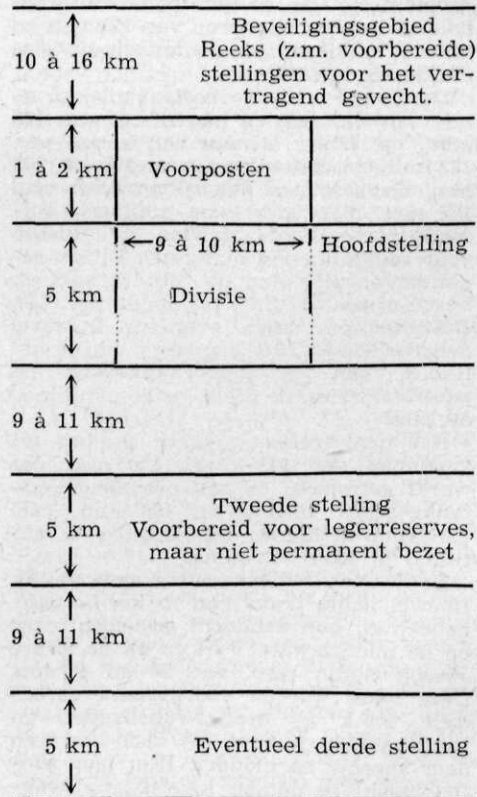 Beveiligingsgebied
10 à 16 km Reeks (z.m. voorbereide)
stellingen voor het ver-
tragend gevecht.
1 à 2 km Voorposten
9 à 10 km Hoofdstelling
5 km Divisie
9 à 11 km
Tweede stelling
5 km Voorbereid voor legerreserves,
maar niet permanent bezet
9 à 11 km
5 km Eventueel derde stelling